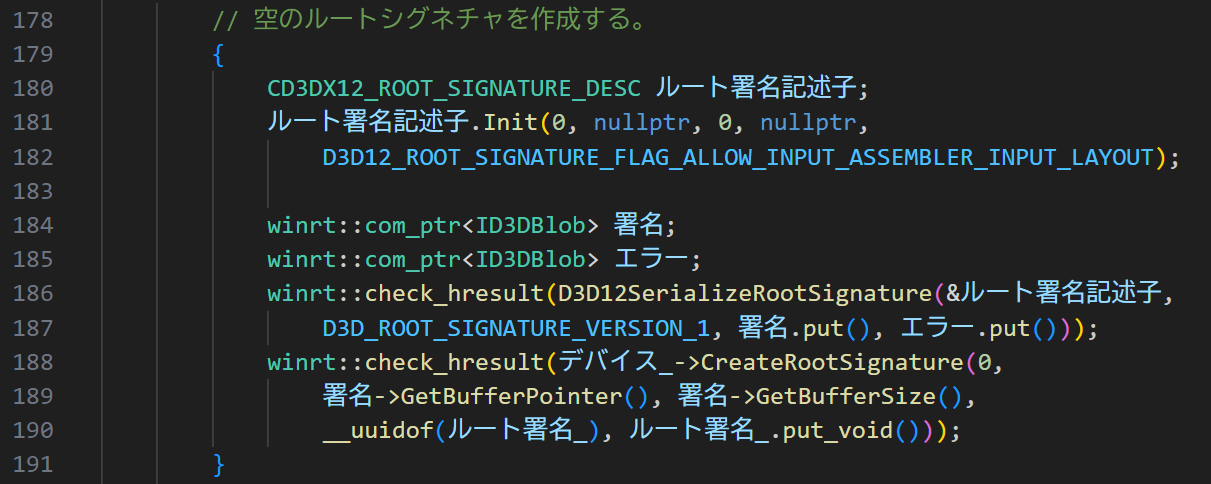 178 // 空のルートシグネチャを作成する。
179 {
180 CD3DX12_ROOT_SIGNATURE_DESC ルート署名記述子;
181 ルート署名記述子.Init(0, nullptr, 0, nullptr,
182 D3D12_ROOT_SIGNATURE_FLAG_ALLOW_INPUT_ASSEMBLER_INPUT_LAYOUT);
183
184 winrt::com_ptr<ID3DBlob> 署名;
185 winrt::com_ptr<ID3DBlob> エラー;
186 winrt::check_hresult(D3D12SerializeRootSignature(&ルート署名記述子,
187 D3D_ROOT_SIGNATURE_VERSION_1, 署名.put(), エラー.put()));
188 winrt::check_hresult(デバイス_->CreateRootSignature(0,
189 署名->GetBufferPointer(), 署名->GetBufferSize(),
190 __uuidof(ルート署名_), ルート署名_.put_void()));
191 }